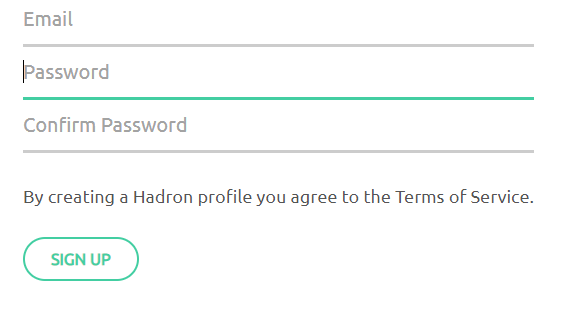 Email
Password
Confirm Password
By creating a Hadron profile you agree to the Terms of Service.
SIGN UP